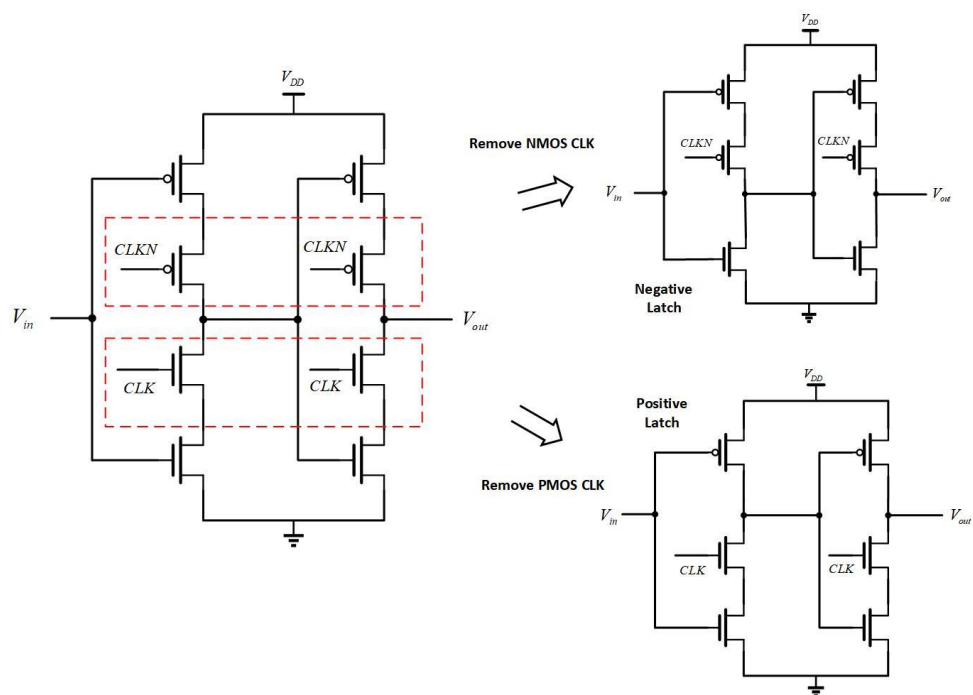 V_DD
CLKN
CLKN
V_in
V_out
CLK
CLK
Remove NMOS CLK
V_DD
CLKN
CLKN
V_in
V_out
Negative
Latch
Remove PMOS CLK
Positive
Latch
V_DD
V_in
V_out
CLK
CLK